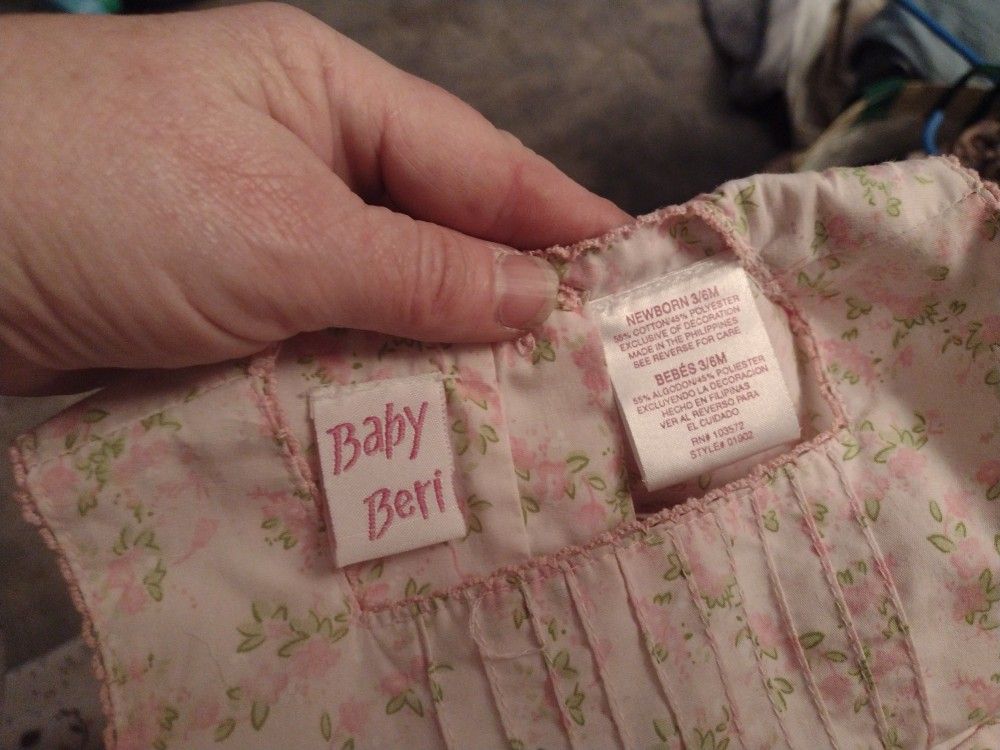 Baby
Beri
NEWBORN 3/6M
55% COTTON/45% POLYESTER
EXCLUSIVE OF DECORATION
MADE IN THE PHILIPPINES
SEE REVERSE FOR CARE
BEBÉS 3/6M
55% ALGODON/45% POLIESTER
EXCLUYENDO LA DECORACION
HECHO EN FILIPINAS
VER AL REVERSO PARA
EL CUIDADO
RN# 103572
STYLE# 01902